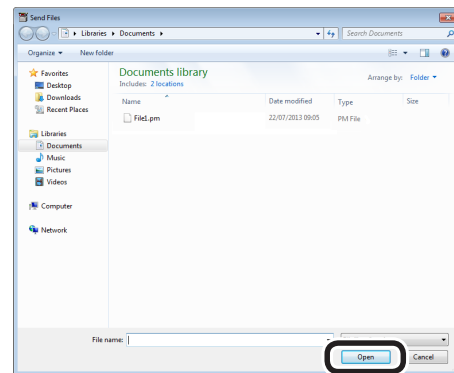 Send Files
Libraries Documents
Search Documents
Organize New folder
Favorites
Desktop
Downloads
Recent Places
Libraries
Documents
Music
Pictures
Videos
Computer
Network
Documents library
Includes: 2 locations
Arrange by: Folder
Name Date modified Type Size
File1.pm 22/07/2013 09:05 PM File
File name:
Open Cancel